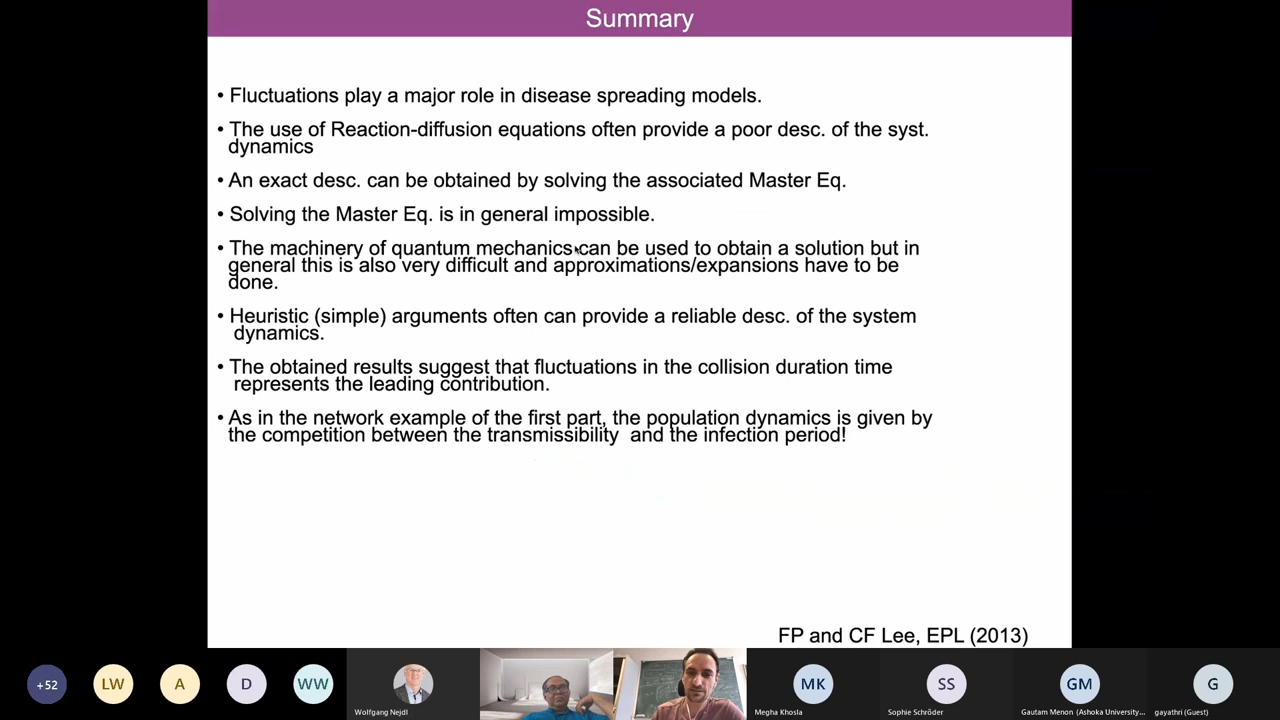 Summary
• Fluctuations play a major role in disease spreading models.
• The use of Reaction-diffusion equations often provide a poor desc. of the syst.
dynamics
• An exact desc. can be obtained by solving the associated Master Eq.
• Solving the Master Eq. is in general impossible.
• The machinery of quantum mechanics can be used to obtain a solution but in
general this is also very difficult and approximations/expansions have to be
done.
• Heuristic (simple) arguments often can provide a reliable desc. of the system
dynamics.
• The obtained results suggest that fluctuations in the collision duration time
represents the leading contribution.
• As in the network example of the first part, the population dynamics is given by
the competition between the transmissibility and the infection period!
FP and CF Lee, EPL (2013)
+52
LW
A
D
WW
MK
SS
GM
G
Wolfgang Nejdl
Megha Khosla
Sophie Schröder
Gautam Menon (Ashoka University...
gayathri (Guest)